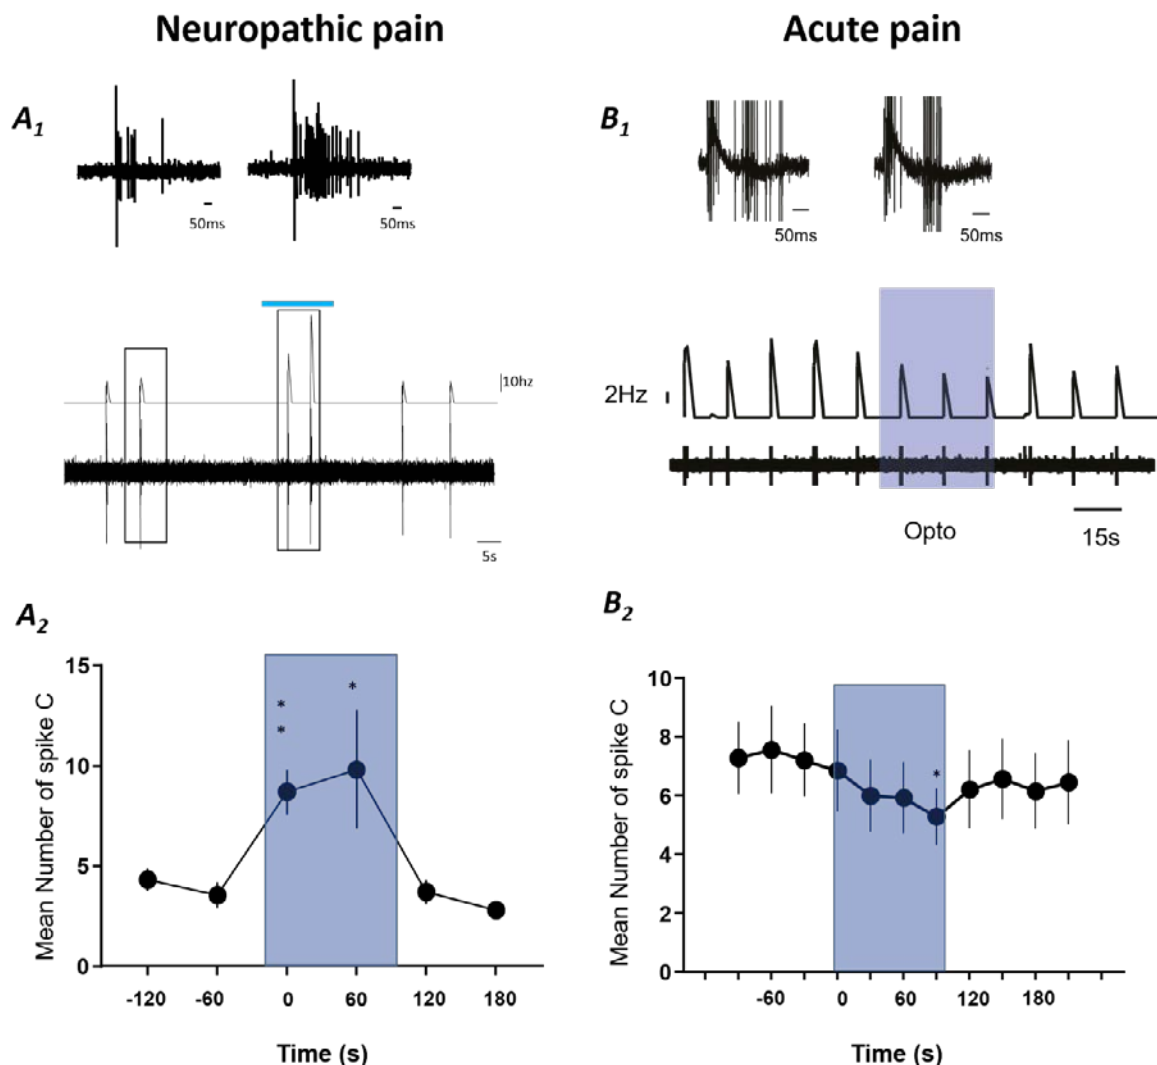 Neuropathic pain
Acute pain
A1
50ms
50ms
10hz
5s
B1
50ms
50ms
2Hz
Opto
15s
A2
Mean Number of spike C
15
10
5
0
*
*
*
-120
-60
0
60
120
180
Time (s)
B2
Mean Number of spike C
10
8
6
4
2
0
*
-60
0
60
120
180
Time (s)